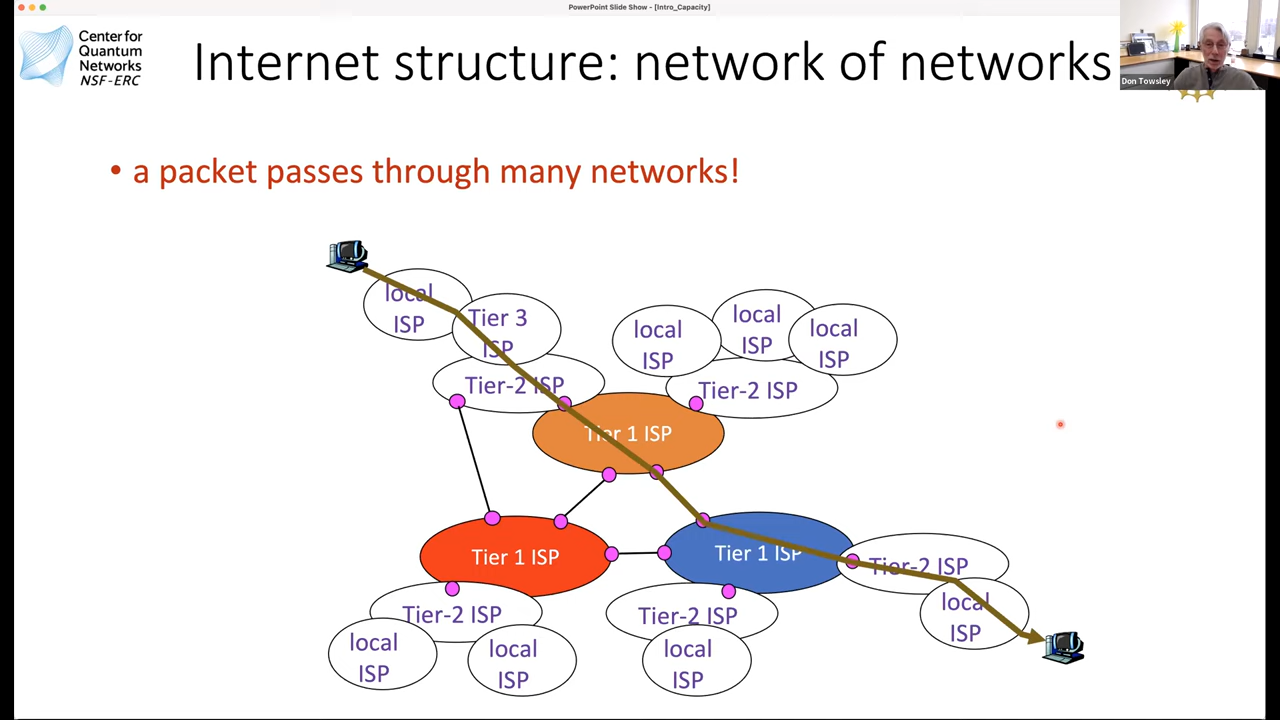 PowerPoint Slide Show - [Intro_Capacity]
Center for
Quantum
Networks
NSF-ERC
Internet structure: network of networks
Don Towsley
• a packet passes through many networks!
local
ISP
Tier 3
ISP
Tier-2 ISP
local
ISP
local
ISP
local
ISP
Tier-2 ISP
Tier 1 ISP
Tier 1 ISP
Tier 1 ISP
Tier-2 ISP
local
ISP
Tier-2 ISP
local
ISP
local
ISP
Tier-2 ISP
local
ISP